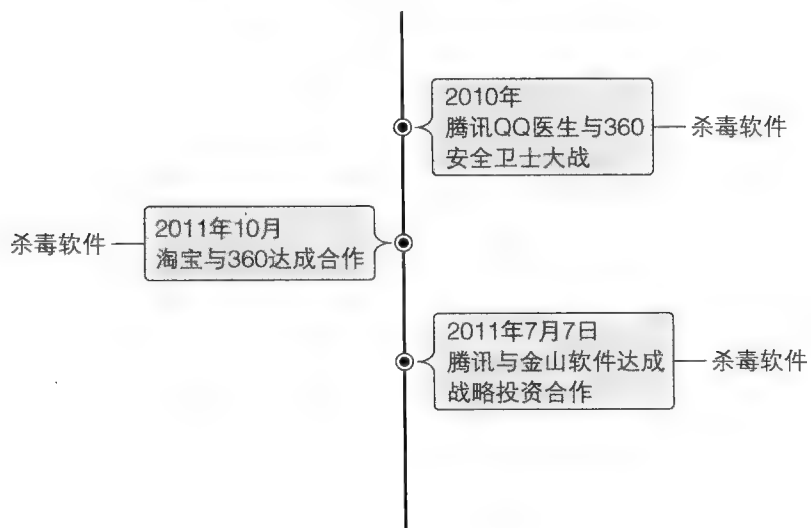 2010年
腾讯QQ医生与360
安全卫士大战
杀毒软件
杀毒软件
2011年10月
淘宝与360达成合作
2011年7月7日
腾讯与金山软件达成
战略投资合作
杀毒软件